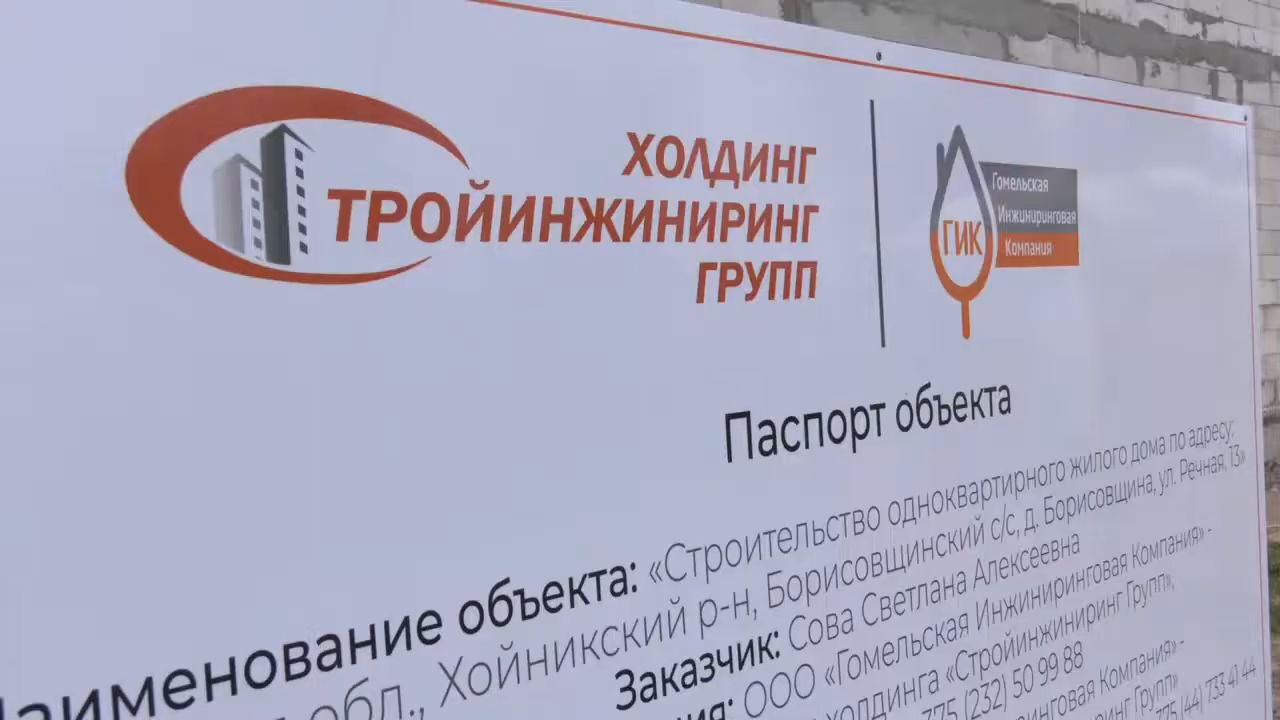 ХОЛДИНГ
ТРОЙИНЖИНИРИНГ
ГРУПП
Гомельская
Инжиниринговая
Компания
ГИК
Паспорт объекта
Наименование объекта: «Строительство одноквартирного жилого дома по адресу:
обл., Хойникский р-н, Борисовщинский с/с, д. Борисовщина, ул. Речная, 13»
Заказчик: Сова Светлана Алексеевна
ООО «Гомельская Инжиниринговая Компания» -
холдинга «Стройинжиниринг Групп»,
375 (232) 50 99 88
Компания» -
Групп»
375 (44) 733 41 44